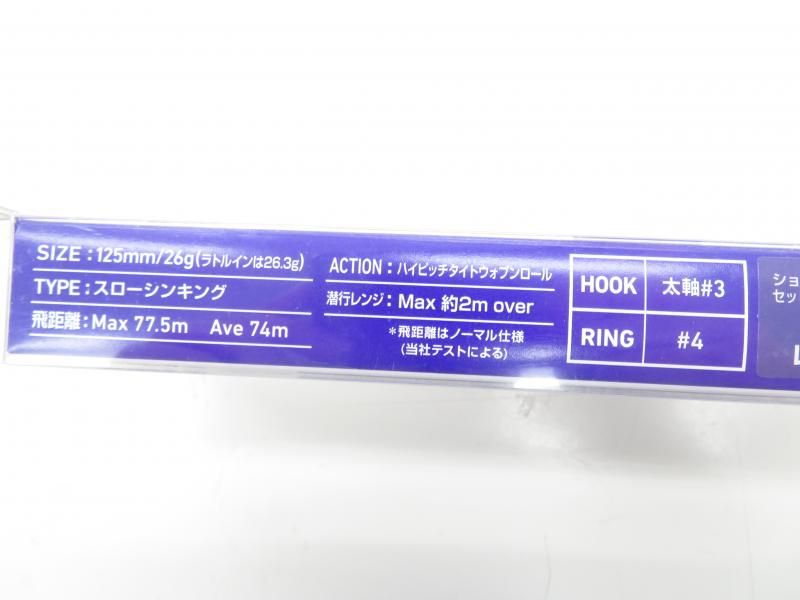 SIZE：125mm/26g(ラトルインは26.3g)
TYPE：スローシンキング
飛距離：Max 77.5m Ave 74m
ACTION：ハイピッチタイトウォブンロール
潜行レンジ：Max 約2m over
＊飛距離はノーマル仕様
(当社テストによる)
HOOK 太軸#3
RING #4
ショ
セッ
L